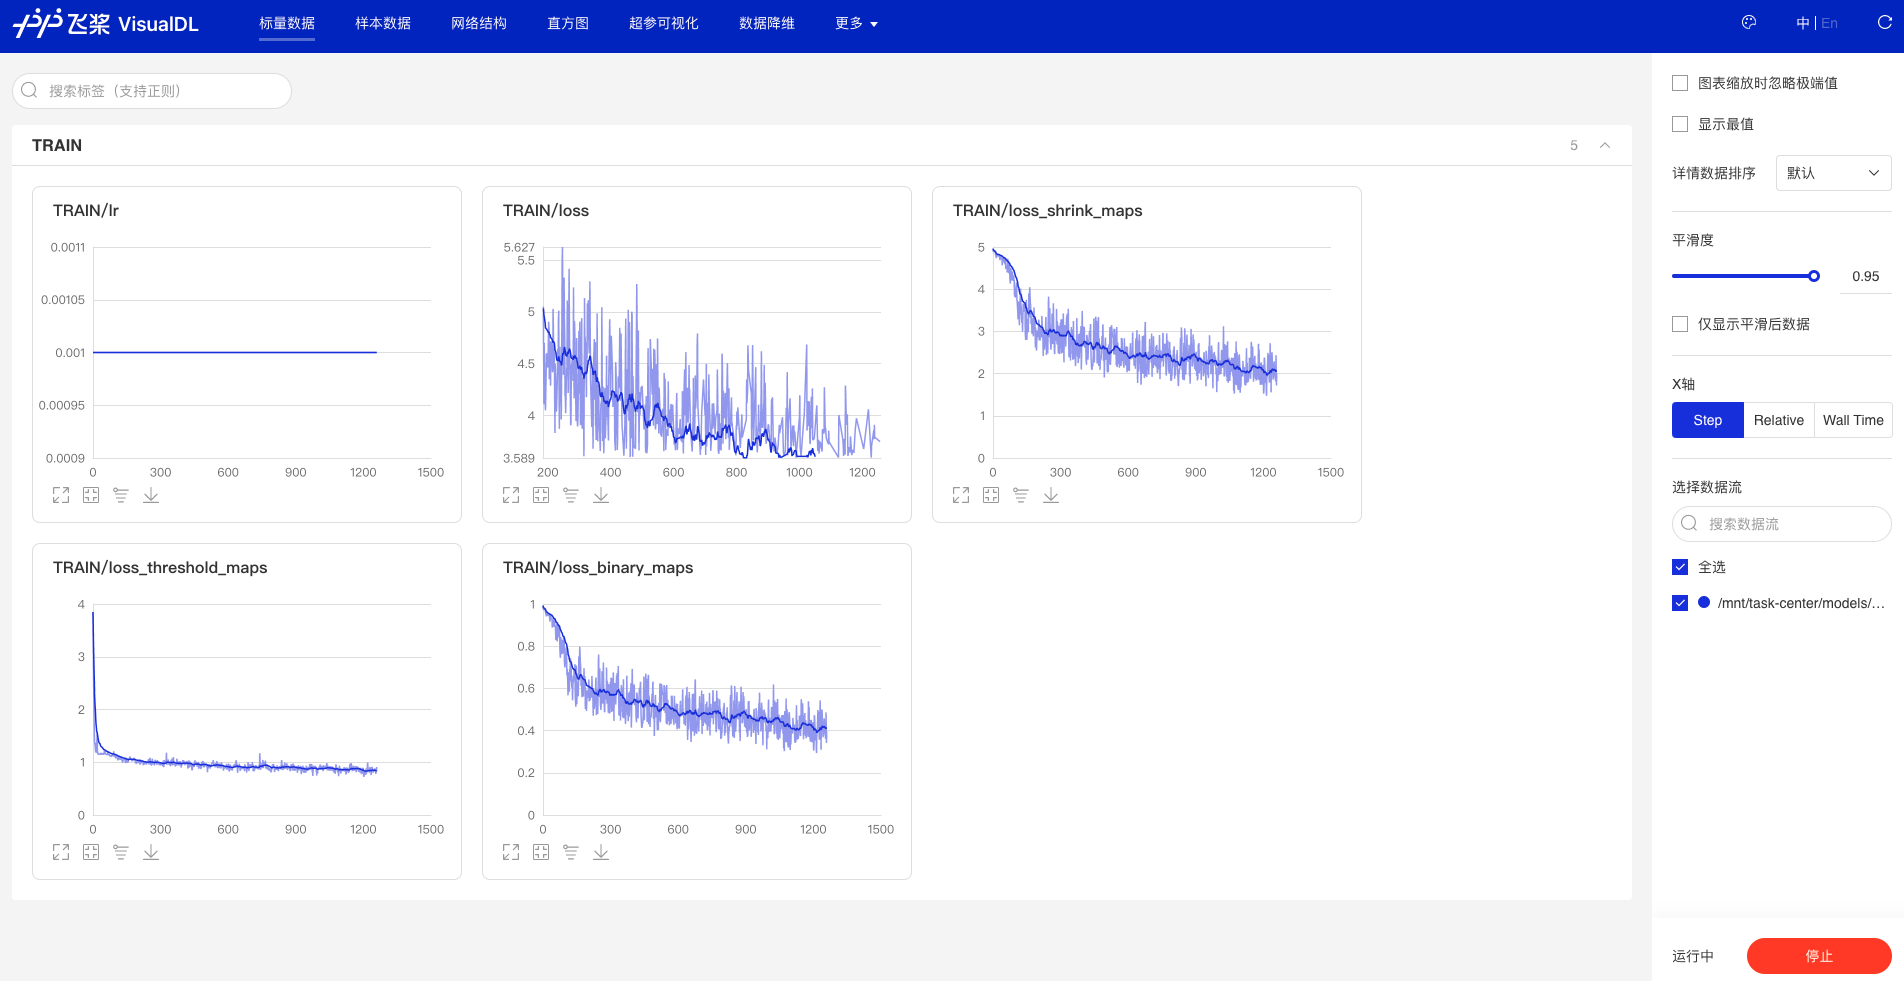 飞桨 VisualDL
标量数据 样本数据 网络结构 直方图 超参可视化 数据降维 更多
中 | En
搜索标签（支持正则）
TRAIN
5
TRAIN/lr
0.0011
0.00105
0.001
0.00095
0.0009
0 300 600 900 1200 1500
TRAIN/loss
5.627
5.5
5
4.5
4
3.589
200 400 600 800 1000 1200
TRAIN/loss_shrink_maps
5
4
3
2
1
0
0 300 600 900 1200 1500
TRAIN/loss_threshold_maps
4
3
2
1
0
0 300 600 900 1200 1500
TRAIN/loss_binary_maps
1
0.8
0.6
0.4
0.2
0
0 300 600 900 1200 1500
图表缩放时忽略极端值
显示最值
详情数据排序 默认
平滑度
0.95
仅显示平滑后数据
X轴
Step Relative Wall Time
选择数据流
搜索数据流
全选
/mnt/task-center/models/...
运行中 停止